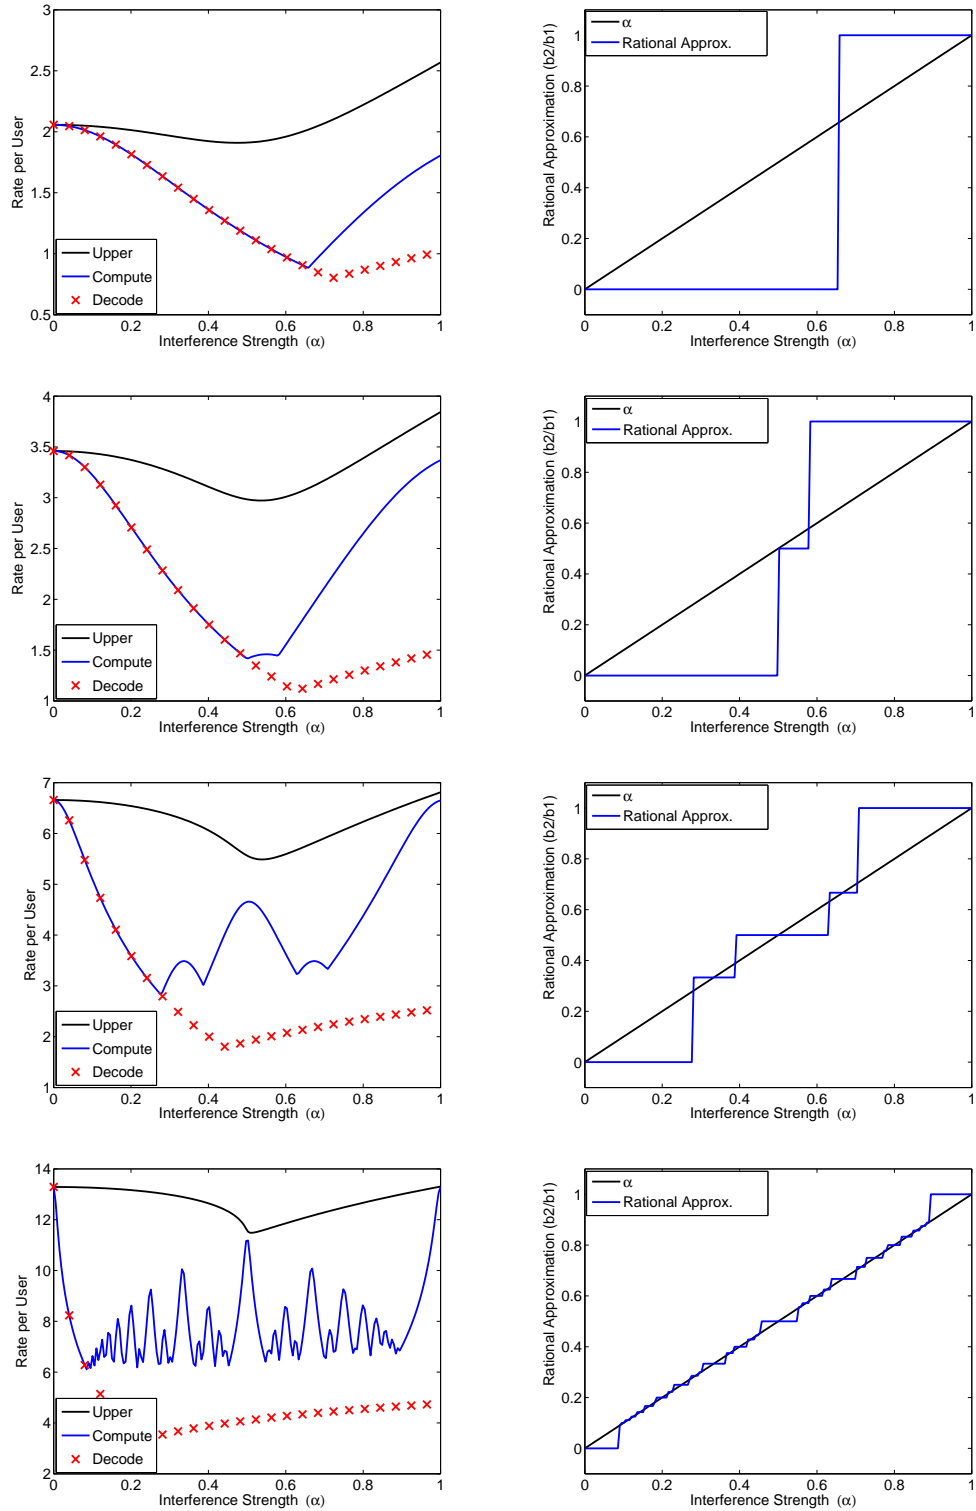 3
2.5
2
1.5
1
0.5
Rate per User
Upper
Compute
Decode
0 0.2 0.4 0.6 0.8 1
Interference Strength (α)
1
0.8
0.6
0.4
0.2
0
Rational Approximation (b2/b1)
α
Rational Approx.
0 0.2 0.4 0.6 0.8 1
Interference Strength (α)
4
3.5
3
2.5
2
1.5
1
Rate per User
Upper
Compute
Decode
0 0.2 0.4 0.6 0.8 1
Interference Strength (α)
1
0.8
0.6
0.4
0.2
0
Rational Approximation (b2/b1)
α
Rational Approx.
0 0.2 0.4 0.6 0.8 1
Interference Strength (α)
7
6
5
4
3
2
1
Rate per User
Upper
Compute
Decode
0 0.2 0.4 0.6 0.8 1
Interference Strength (α)
1
0.8
0.6
0.4
0.2
0
Rational Approximation (b2/b1)
α
Rational Approx.
0 0.2 0.4 0.6 0.8 1
Interference Strength (α)
14
12
10
8
6
4
2
Rate per User
Upper
Compute
Decode
0 0.2 0.4 0.6 0.8 1
Interference Strength (α)
1
0.8
0.6
0.4
0.2
0
Rational Approximation (b2/b1)
α
Rational Approx.
0 0.2 0.4 0.6 0.8 1
Interference Strength (α)